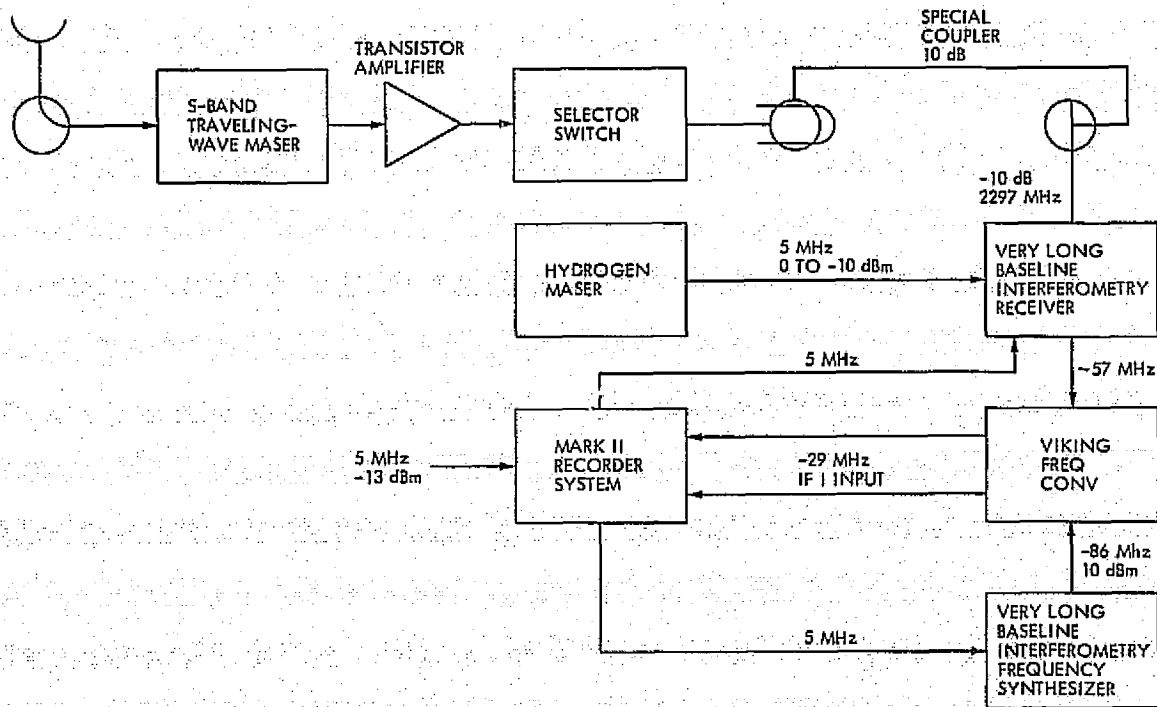 SPECIAL
COUPLER
10 dB
TRANSISTOR
AMPLIFIER
S-BAND
TRAVELING-
WAVE MASER
SELECTOR
SWITCH
-10 dB
2297 MHz
HYDROGEN
MASER
5 MHz
0 TO -10 dBm
VERY LONG
BASELINE
INTERFEROMETRY
RECEIVER
5 MHz
~57 MHz
5 MHz
-13 dBm
MARK II
RECORDER
SYSTEM
~29 MHz
IF I INPUT
VIKING
FREQ
CONV
~86 Mhz
10 dBm
5 MHz
VERY LONG
BASELINE
INTERFEROMETRY
FREQUENCY
SYNTHESIZER